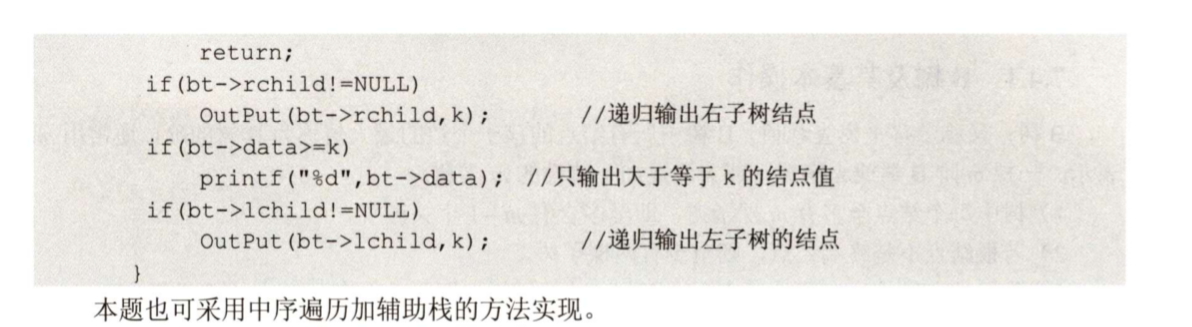 return;
if(bt->rchild!=NULL)
OutPut(bt->rchild,k); //递归输出右子树结点
if(bt->data>=k)
printf("%d",bt->data); //只输出大于等于 k 的结点值
if(bt->lchild!=NULL)
OutPut(bt->lchild,k); //递归输出左子树的结点
}
本题也可采用中序遍历加辅助栈的方法实现。